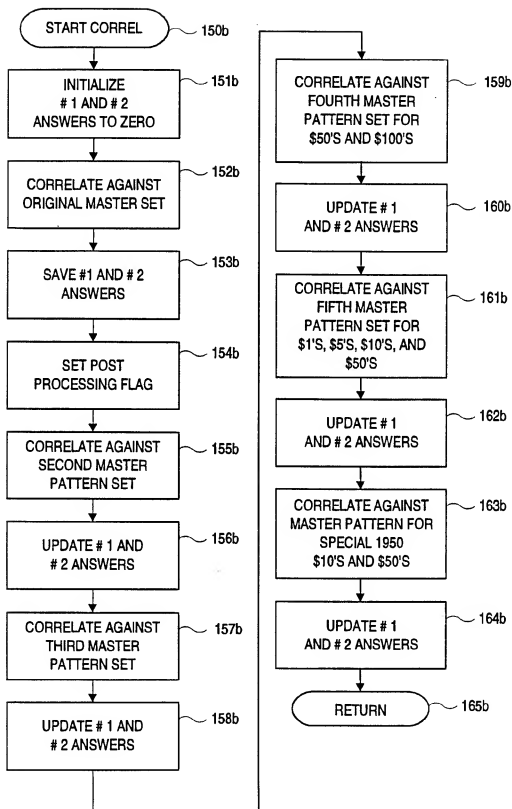 START CORREL
150b
INITIALIZE
# 1 AND # 2
ANSWERS TO ZERO
151b
CORRELATE AGAINST
ORIGINAL MASTER SET
152b
SAVE #1 AND # 2
ANSWERS
153b
SET POST
PROCESSING FLAG
154b
CORRELATE AGAINST
SECOND MASTER
PATTERN SET
155b
UPDATE # 1 AND
# 2 ANSWERS
156b
CORRELATE AGAINST
THIRD MASTER
PATTERN SET
157b
UPDATE # 1 AND
# 2 ANSWERS
158b
CORRELATE AGAINST
FOURTH MASTER
PATTERN SET FOR
$50'S AND $100'S
159b
UPDATE # 1
AND # 2 ANSWERS
160b
CORRELATE AGAINST
FIFTH MASTER
PATTERN SET FOR
$1'S, $5'S, $10'S, AND
$50'S
161b
UPDATE # 1
AND # 2 ANSWERS
162b
CORRELATE AGAINST
MASTER PATTERN FOR
SPECIAL 1950
$10'S AND $50'S
163b
UPDATE # 1
AND # 2 ANSWERS
164b
RETURN
165b